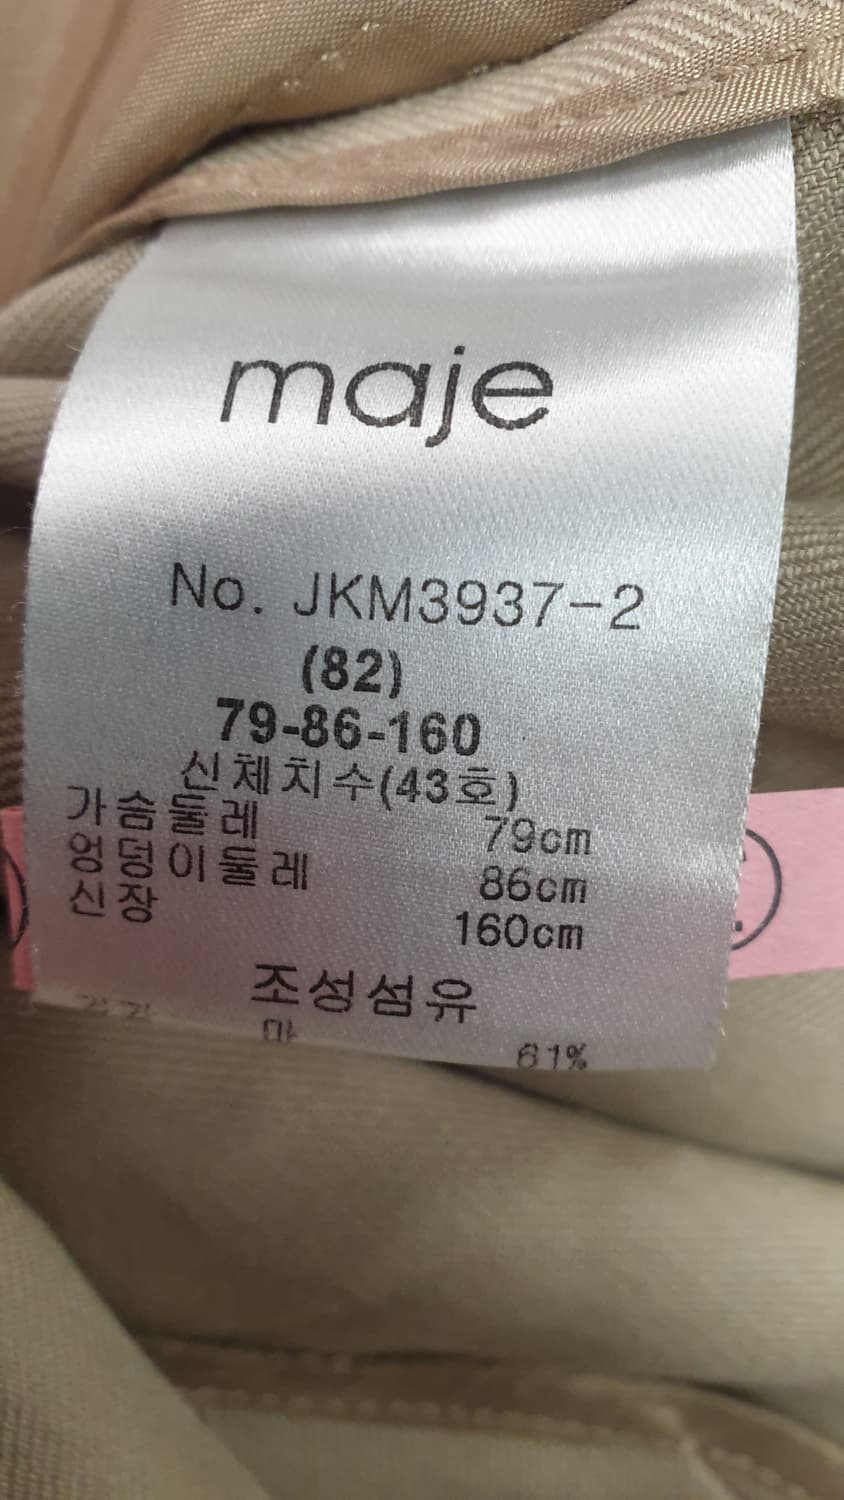 maje
No. JKM3937-2
(82)
79-86-160
신체치수(43호)
가슴둘레 79cm
엉덩이둘레 86cm
신장 160cm
조성섬유
마 61%